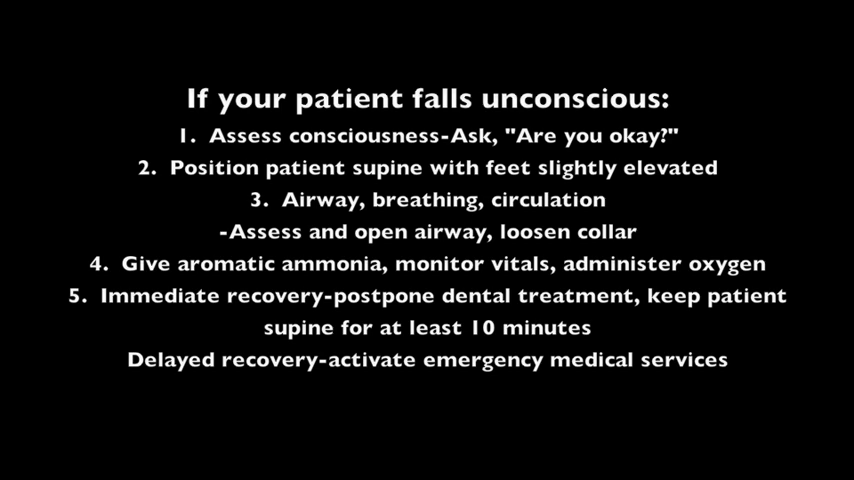 If your patient falls unconscious:
1. Assess consciousness-Ask, "Are you okay?"
2. Position patient supine with feet slightly elevated
3. Airway, breathing, circulation
-Assess and open airway, loosen collar
4. Give aromatic ammonia, monitor vitals, administer oxygen
5. Immediate recovery-postpone dental treatment, keep patient
supine for at least 10 minutes
Delayed recovery-activate emergency medical services